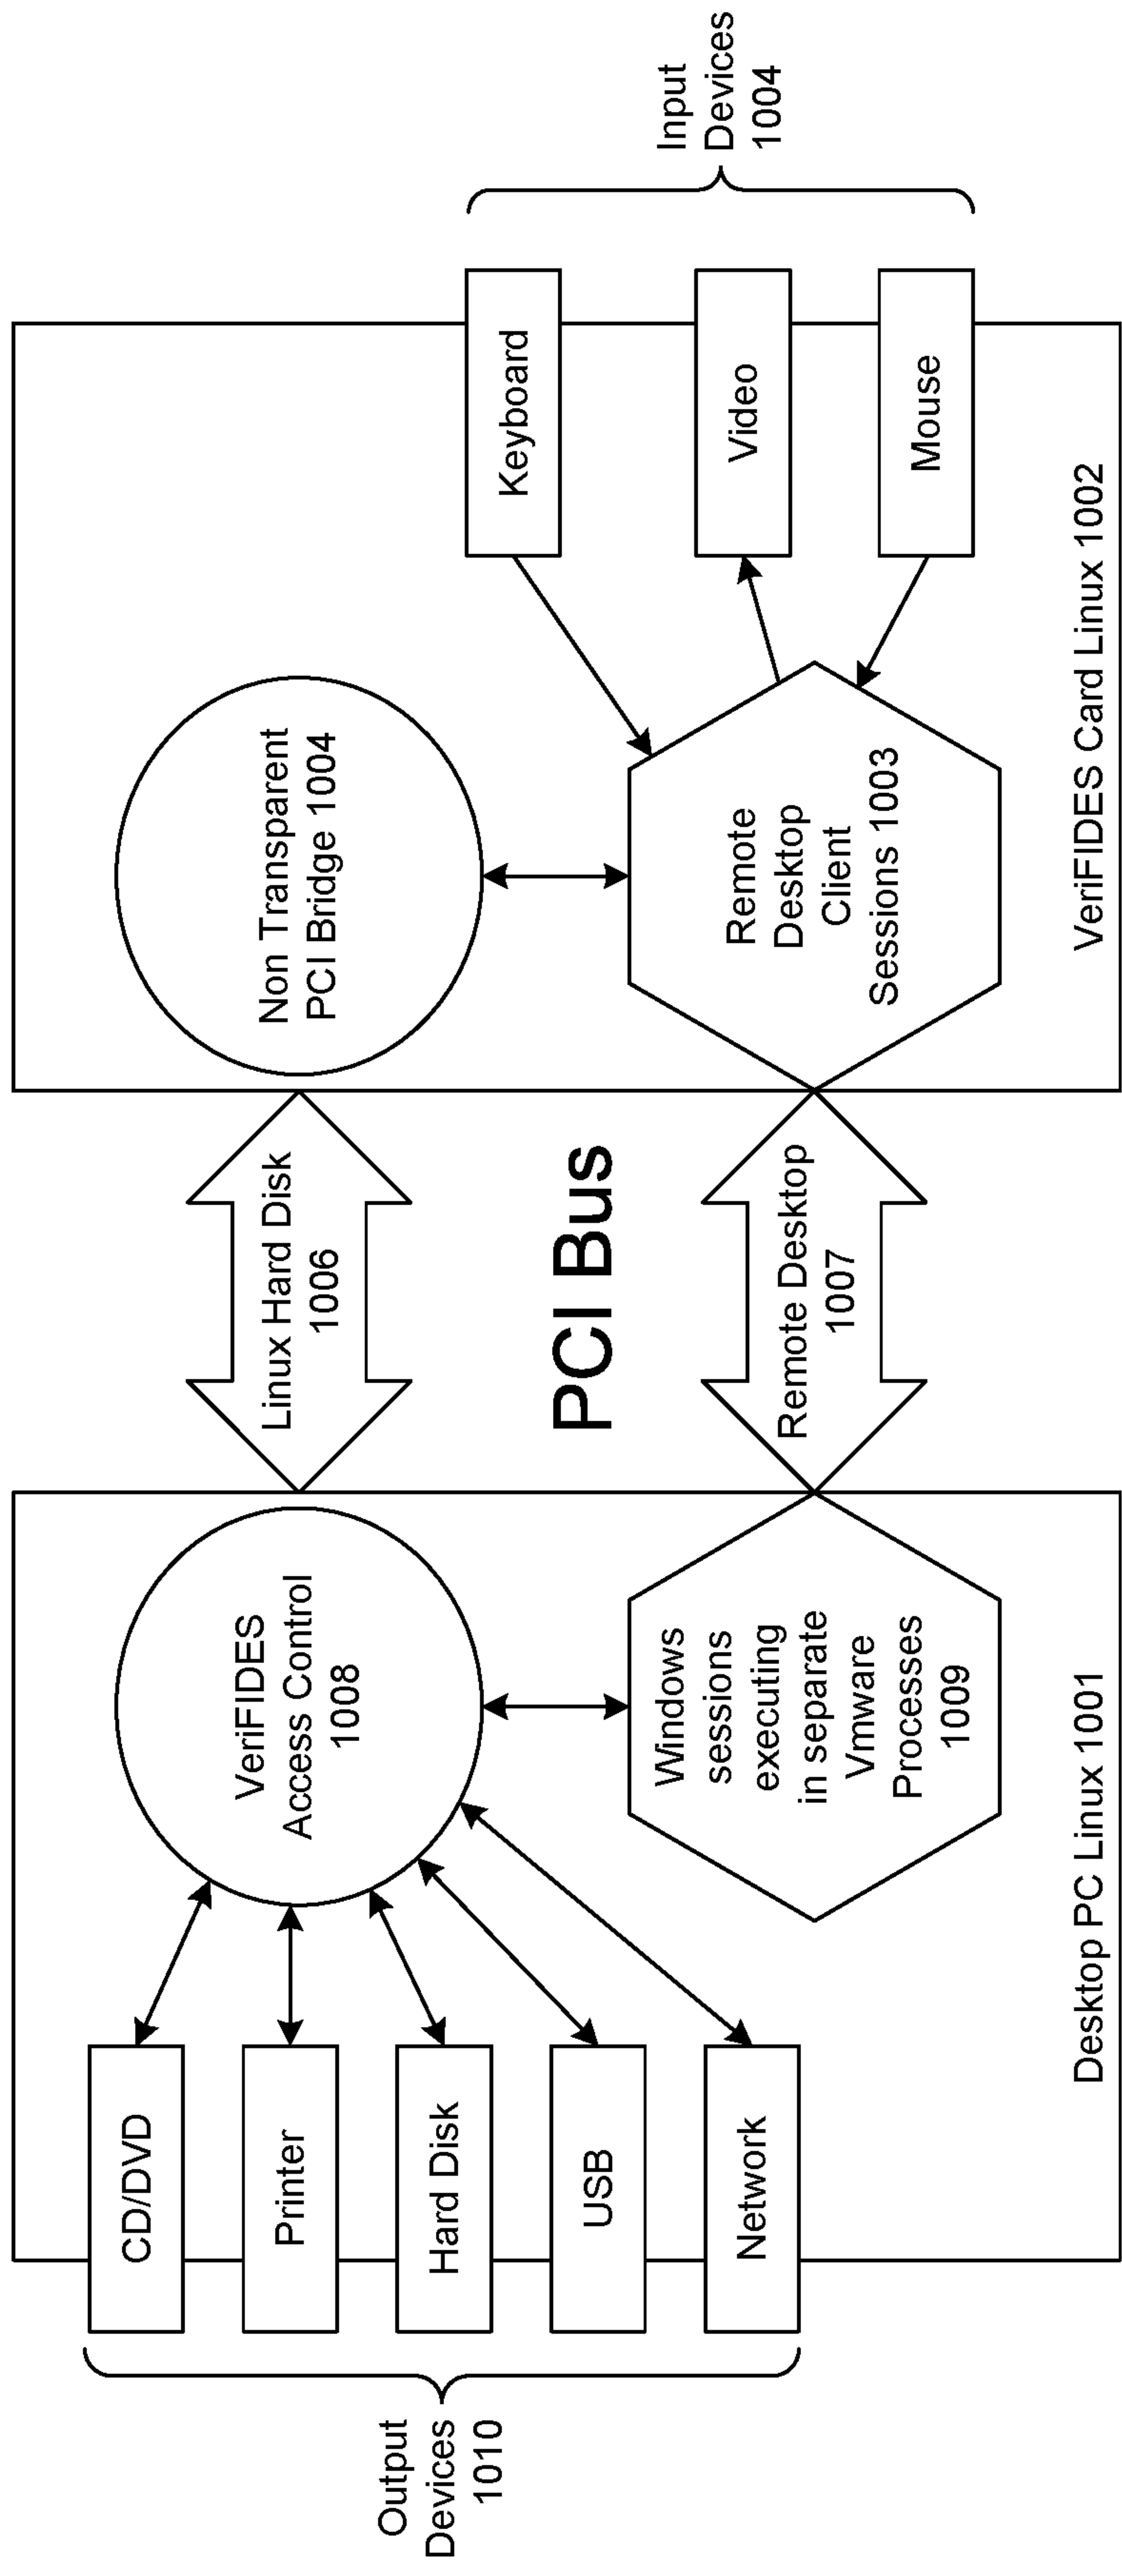 Output
Devices
1010
CD/DVD
Printer
Hard Disk
USB
Network
VeriFIDES
Access Control
1008
Windows
sessions
executing
in separate
Vmware
Processes
1009
Desktop PC Linux 1001
Linux Hard Disk
1006
PCI Bus
Remote Desktop
1007
Non Transparent
PCI Bridge 1004
Remote
Desktop
Client
Sessions 1003
Keyboard
Video
Mouse
VeriFIDES Card Linux 1002
Input
Devices
1004